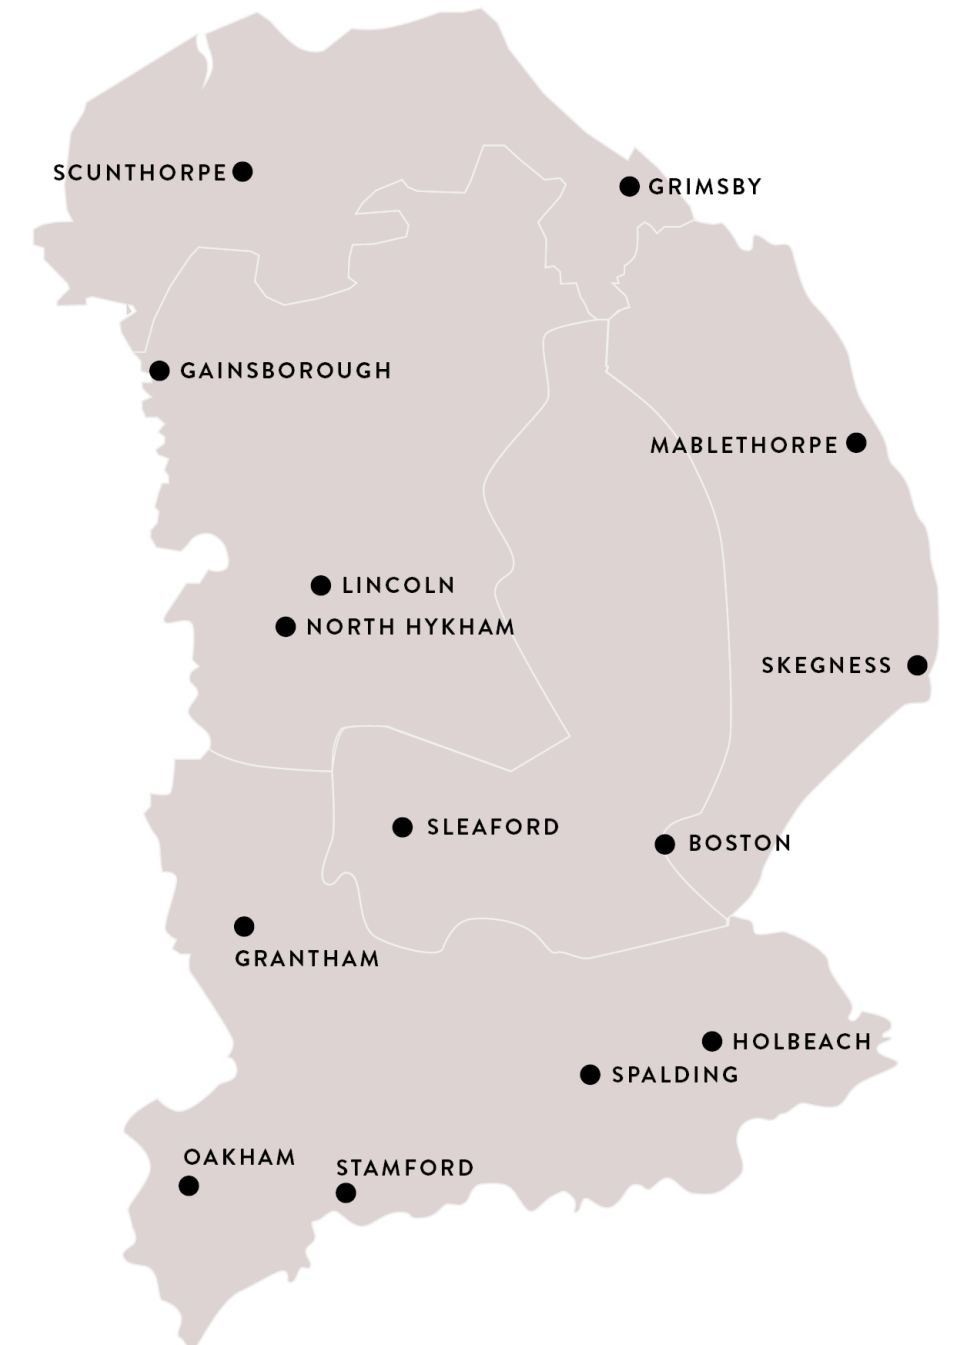 SCUNTHORPE
GRIMSBY
GAINSBOROUGH
MABLETHORPE
LINCOLN
NORTH HYKHAM
SKEGNESS
SLEAFORD
BOSTON
GRANTHAM
HOLBEACH
SPALDING
OAKHAM
STAMFORD